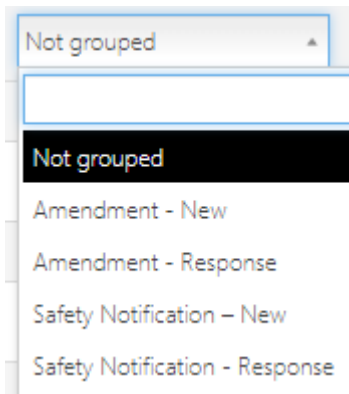 Not grouped
Not grouped
Amendment - New
Amendment - Response
Safety Notification – New
Safety Notification - Response